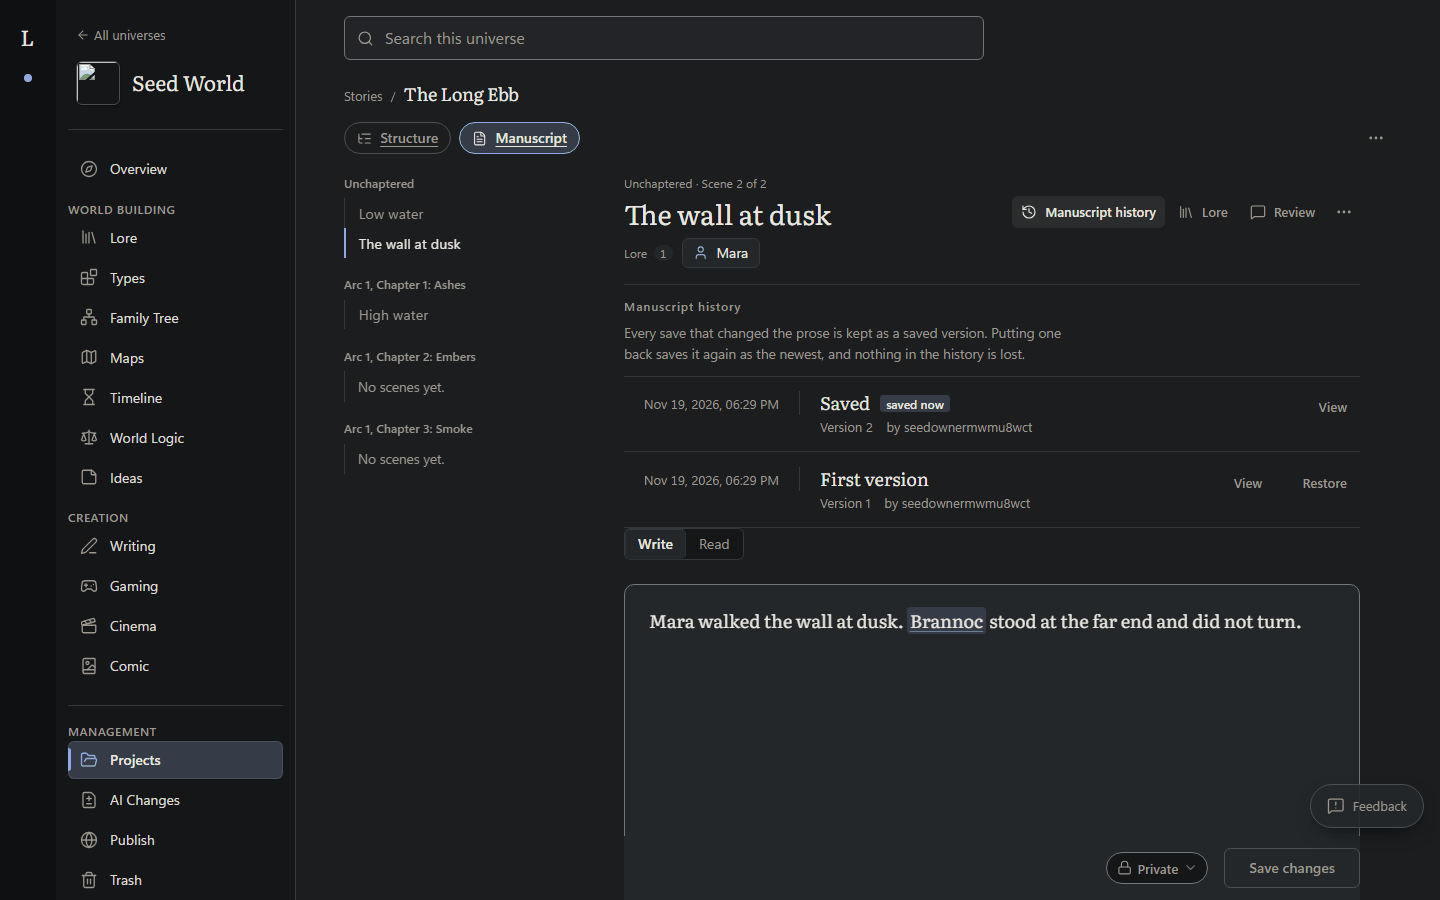 L
All universes
Seed World
Overview
WORLD BUILDING
Lore
Types
Family Tree
Maps
Timeline
World Logic
Ideas
CREATION
Writing
Gaming
Cinema
Comic
MANAGEMENT
Projects
AI Changes
Publish
Trash
Search this universe
Stories / The Long Ebb
Structure
Manuscript
Unchaptered
Low water
The wall at dusk
Arc 1, Chapter 1: Ashes
High water
Arc 1, Chapter 2: Embers
No scenes yet.
Arc 1, Chapter 3: Smoke
No scenes yet.
Unchaptered · Scene 2 of 2
The wall at dusk
Manuscript history
Lore
Review
Lore 1 Mara
Manuscript history
Every save that changed the prose is kept as a saved version. Putting one
back saves it again as the newest, and nothing in the history is lost.
Nov 19, 2026, 06:29 PM
Saved saved now
Version 2 by seedownermwmu8wct
View
Nov 19, 2026, 06:29 PM
First version
Version 1 by seedownermwmu8wct
View Restore
Write Read
Mara walked the wall at dusk. Brannoc stood at the far end and did not turn.
Feedback
Private
Save changes